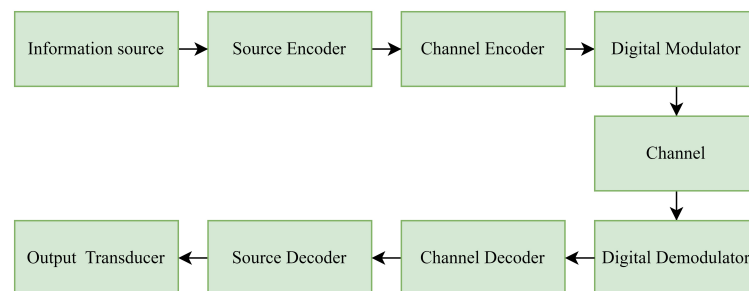 Information source
Source Encoder
Channel Encoder
Digital Modulator
Channel
Output  Transducer
Source Decoder
Channel Decoder
Digital Demodulator